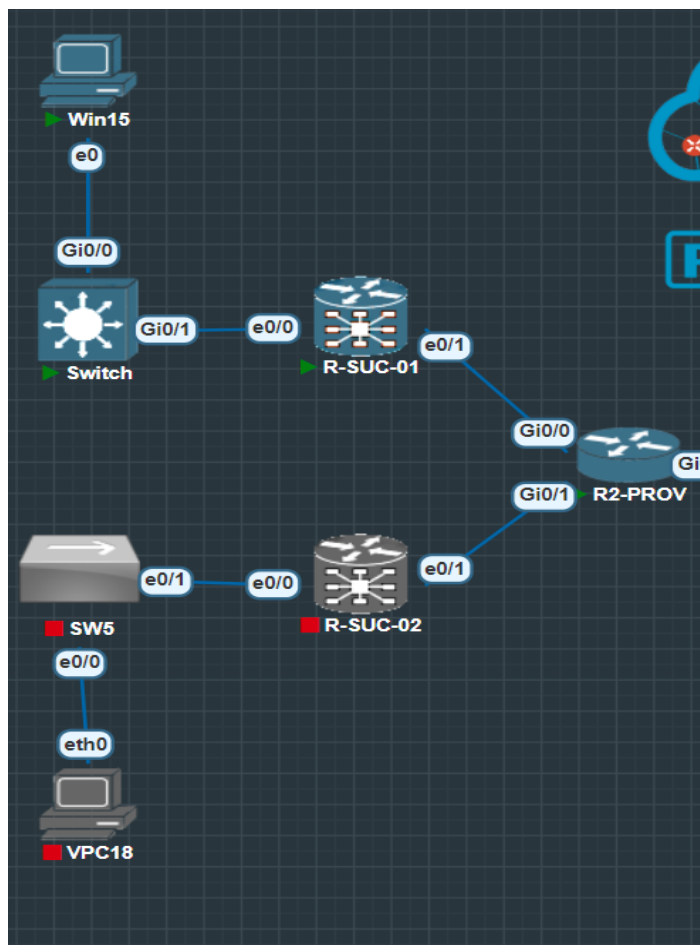 Win15
e0
Gi0/0
Gi0/1
e0/0
Switch
R-SUC-01
e0/1
Gi0/0
Gi
Gi0/1
R2-PROV
e0/1
e0/0
e0/1
SW5
R-SUC-02
e0/0
eth0
VPC18